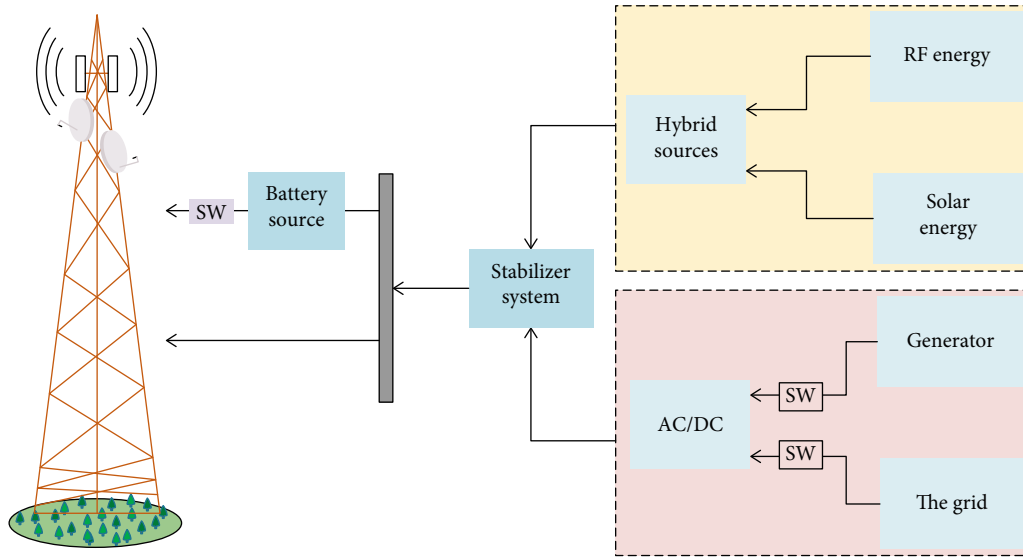 RF energy
Hybrid
sources
Solar
energy
SW
Battery
source
Stabilizer
system
Generator
SW
AC/DC
SW
The grid